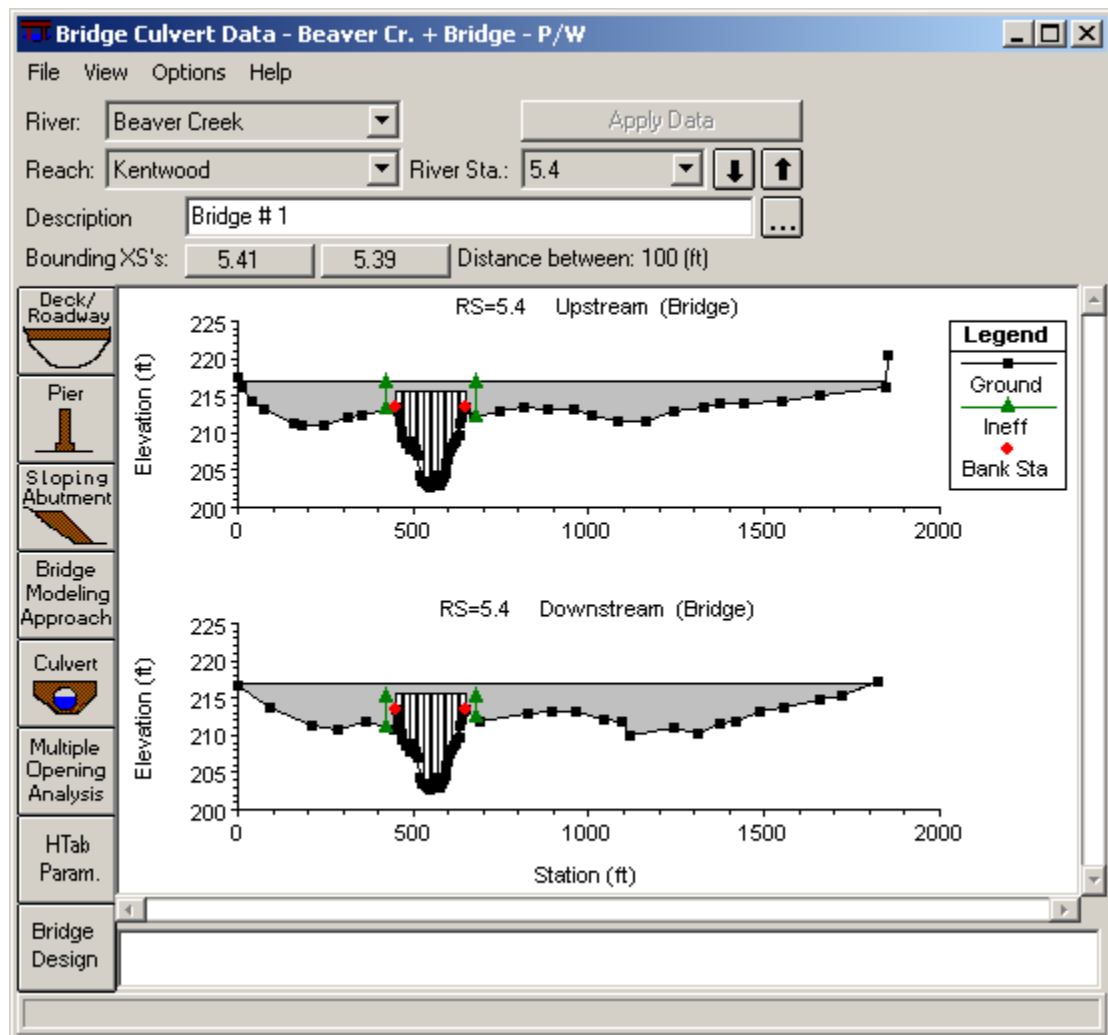 Bridge Culvert Data - Beaver Cr. + Bridge - P/W
File View Options Help
River: Beaver Creek Apply Data
Reach: Kentwood River Sta.: 5.4
Description Bridge # 1 ...
Bounding XS's: 5.41 5.39 Distance between: 100 (ft)
Deck/
Roadway
Pier
Sloping
Abutment
Bridge
Modeling
Approach
Culvert
Multiple
Opening
Analysis
HTab
Param.
Bridge
Design
RS=5.4 Upstream (Bridge)
Elevation (ft)
225
220
215
210
205
200
0 500 1000 1500 2000
Legend
Ground
Ineff
Bank Sta
RS=5.4 Downstream (Bridge)
Elevation (ft)
225
220
215
210
205
200
0 500 1000 1500 2000
Station (ft)